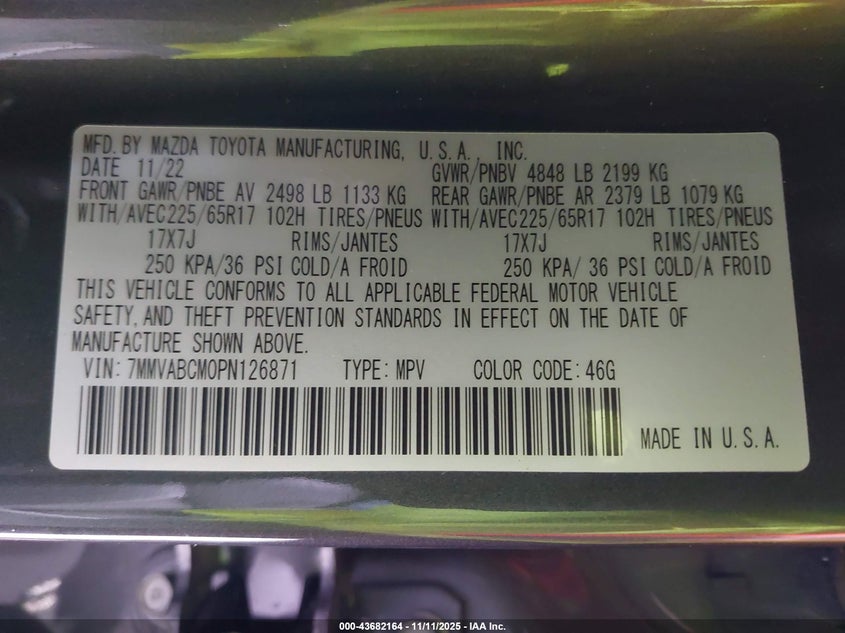 MFD. BY MAZDA TOYOTA MANUFACTURING, U.S.A. INC.
DATE 11/22 GVWR/PNBV 4848 LB 2199 KG
FRONT GAWR/PNBE AV 2498 LB 1133 KG REAR GAWR/PNBE AR 2379 LB 1079 KG
WITH/AVEC225/65R17 102H TIRES/PNEUS WITH/AVEC225/65R17 102H TIRES/PNEUS
17X7J RIMS/JANTES 17X7J RIMS/JANTES
250 KPA/36 PSI COLD/A FROID 250 KPA/36 PSI COLD/A FROID
THIS VEHICLE CONFORMS TO ALL APPLICABLE FEDERAL MOTOR VEHICLE
SAFETY, AND THEFT PREVENTION STANDARDS IN EFFECT ON THE DATE OF
MANUFACTURE SHOWN ABOVE.
VIN: 7MMVABCM0PN126871 TYPE: MPV COLOR CODE: 46G
MADE IN U.S.A.
000-43682164 - 11/11/2025 - IAA Inc.